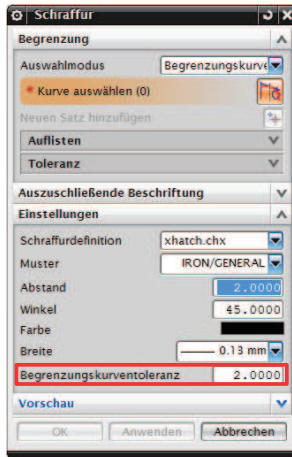 Schraffur
Begrenzung
Auswahlmodus Begrenzungskurve
* Kurve auswählen (0)
Neuen Satz hinzufügen
Auflisten
Toleranz
Auszuschließende Beschriftung
Einstellungen
Schraffurdefinition xhatch.chx
Muster IRON/GENERAL
Abstand 2.0000
Winkel 45.0000
Farbe
Breite 0.13 mm
Begrenzungskurventoleranz 2.0000
Vorschau
OK Anwenden Abbrechen